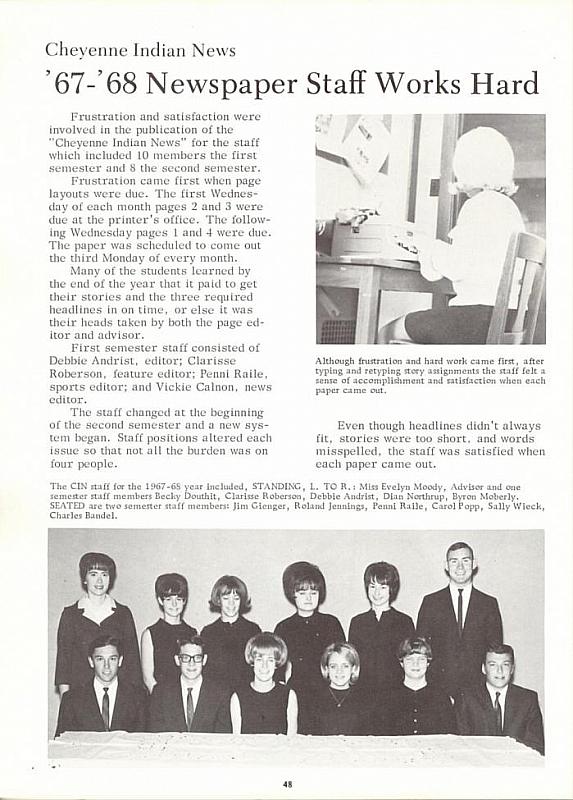 Cheyenne Indian News
'67-'68 Newspaper Staff Works Hard
Frustration and satisfaction were
involved in the publication of the
"Cheyenne Indian News" for the staff
which included 10 members the first
semester and 8 the second semester.
Frustration came first when page
layouts were due. The first Wednes-
day of each month pages 2 and 3 were
due at the printer's office. The follow-
ing Wednesday pages 1 and 4 were due.
The paper was scheduled to come out
the third Monday of every month.
Many of the students learned by
the end of the year that it paid to get
their stories and the three required
headlines in on time, or else it was
their heads taken by both the page ed-
itor and advisor.
First semester staff consisted of
Debbie Andrist, editor; Clarisse
Roberson, feature editor; Penni Raile,
sports editor; and Vickie Calnon, news
editor.
The staff changed at the beginning
of the second semester and a new sys-
tem began. Staff positions altered each
issue so that not all the burden was on
four people.
Although frustration and hard work came first, after
typing and retyping story assignments the staff felt a
sense of accomplishment and satisfaction when each
paper came out.
Even though headlines didn't always
fit, stories were too short, and words
misspelled, the staff was satisfied when
each paper came out.
The CIN staff for the 1967-68 year included, STANDING, L. TO R.: Miss Evelyn Moody, Advisor and one
semester staff members Becky Douthit, Clarisse Roberson, Debbie Andrist, Dian Northrup, Byron Moberly.
SEATED are two semester staff members: Jim Gienger, Roland Jennings, Penni Raile, Carol Popp, Sally Wieck,
Charles Bandel.
48